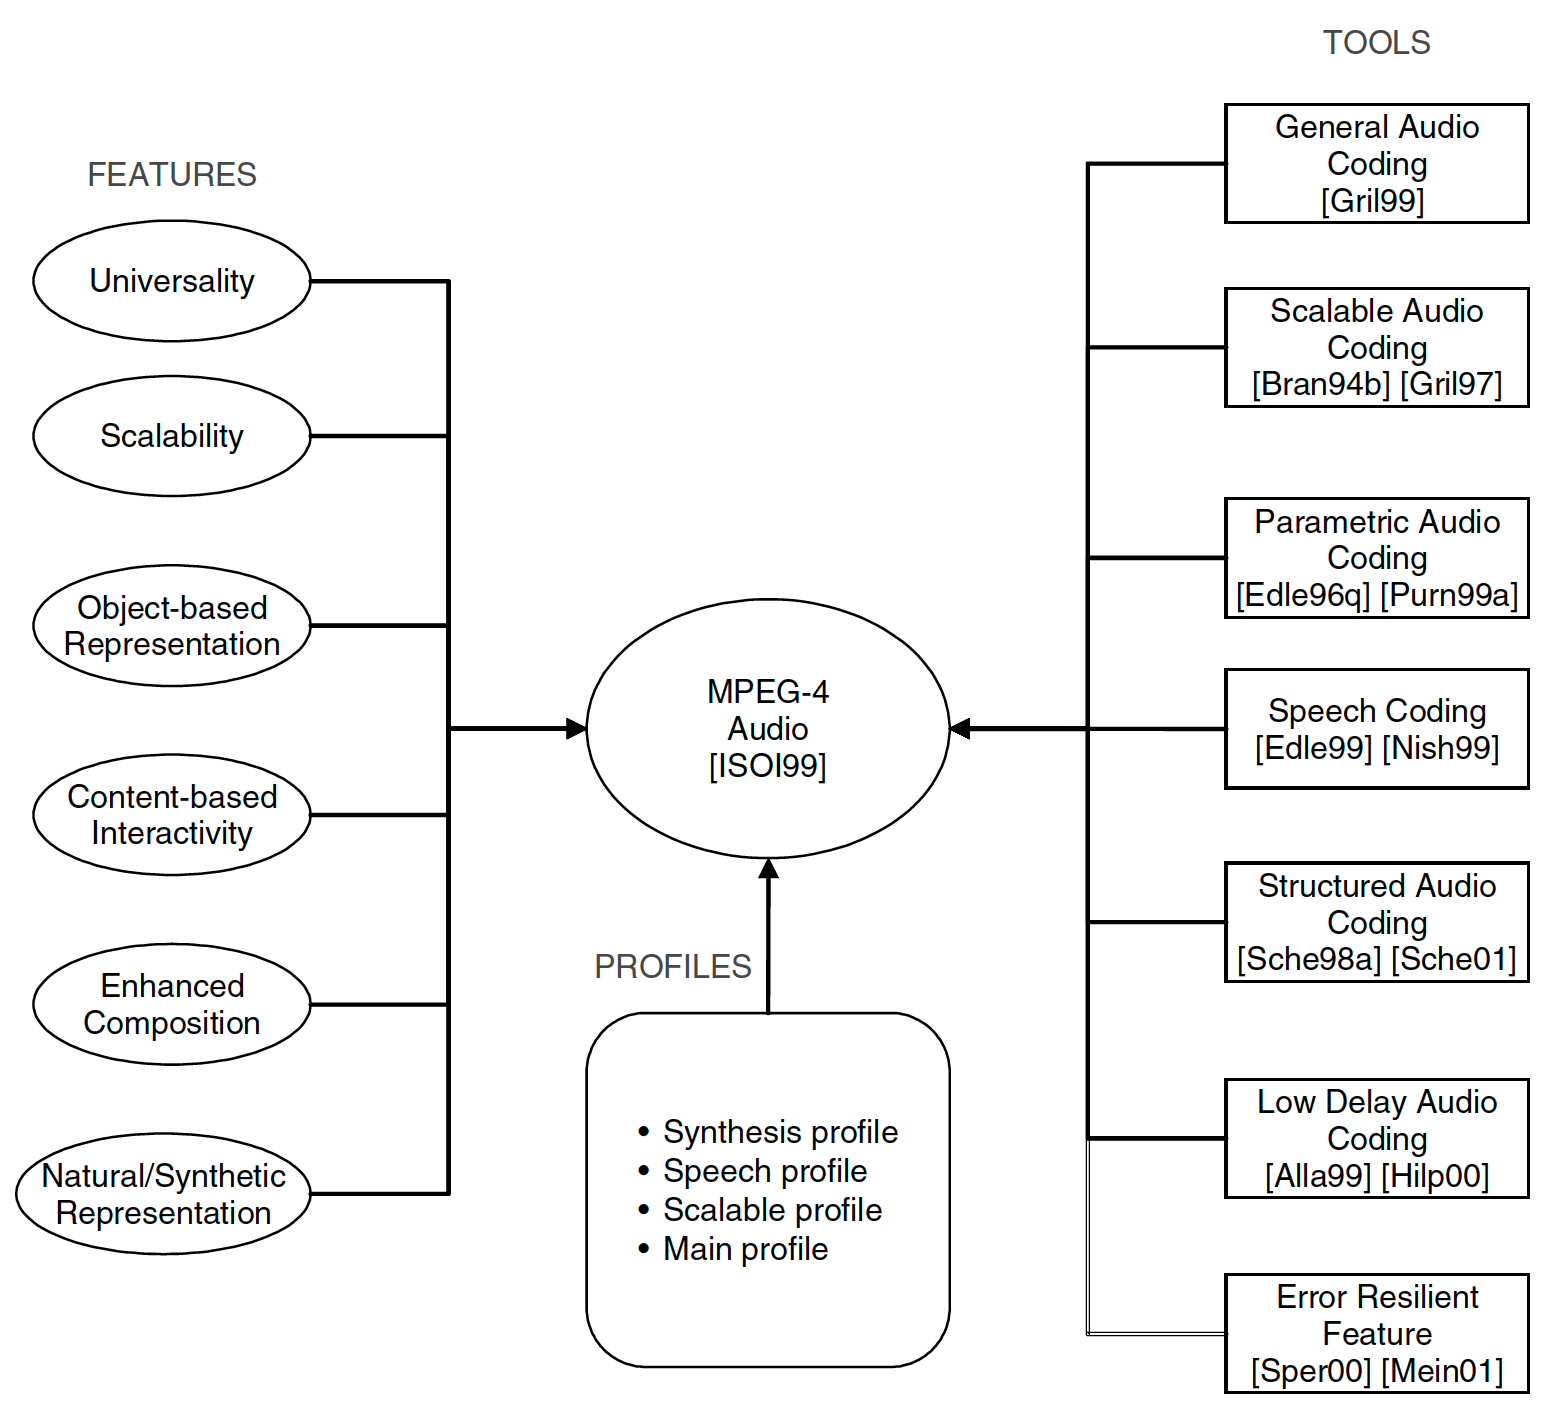 FEATURES
Universality
Scalability
Object-based
Representation
Content-based
Interactivity
Enhanced
Composition
Natural/Synthetic
Representation
MPEG-4
Audio
[ISOI99]
PROFILES
• Synthesis profile
• Speech profile
• Scalable profile
• Main profile
TOOLS
General Audio
Coding
[Gril99]
Scalable Audio
Coding
[Bran94b] [Gril97]
Parametric Audio
Coding
[Edle96q] [Purn99a]
Speech Coding
[Edle99] [Nish99]
Structured Audio
Coding
[Sche98a] [Sche01]
Low Delay Audio
Coding
[Alla99] [Hilp00]
Error Resilient
Feature
[Sper00] [Mein01]